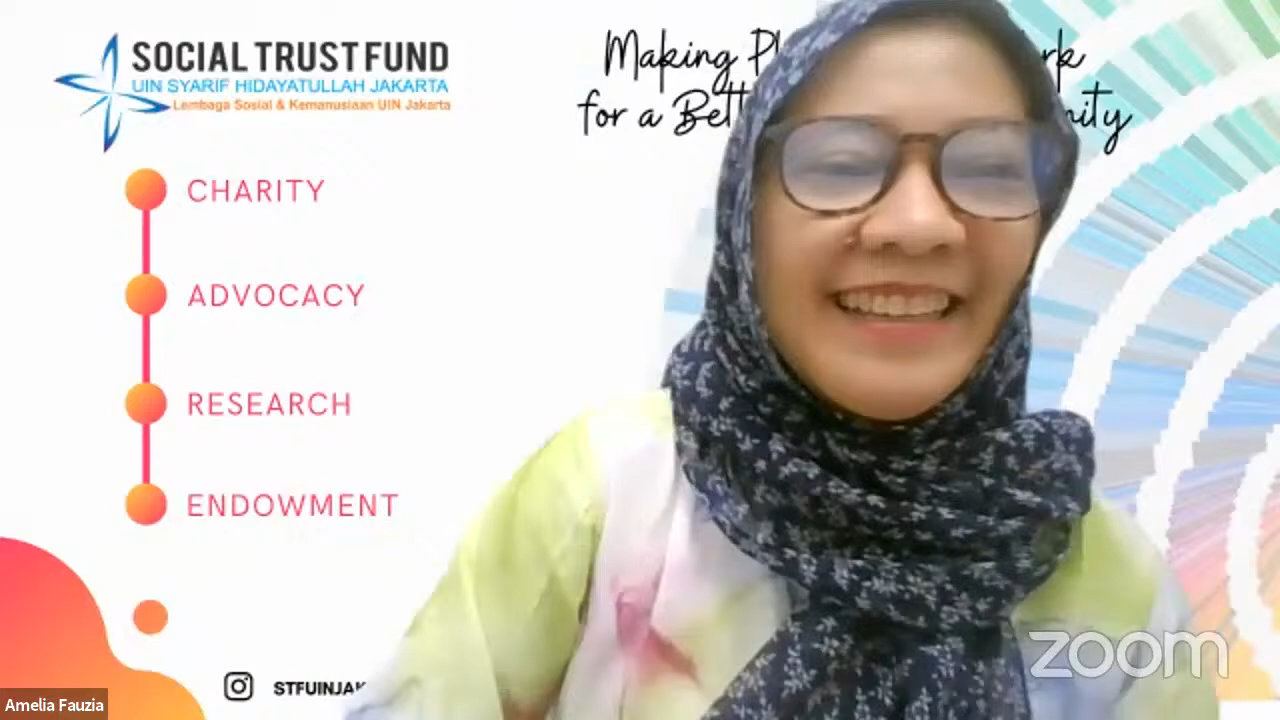 SOCIAL TRUST FUND
UIN SYARIF HIDAYATULLAH JAKARTA
Lembaga Sosial & Kemanusiaan UIN Jakarta
Making
for a
CHARITY
ADVOCACY
RESEARCH
ENDOWMENT
STFUINJAK
Amelia Fauzia
zoom